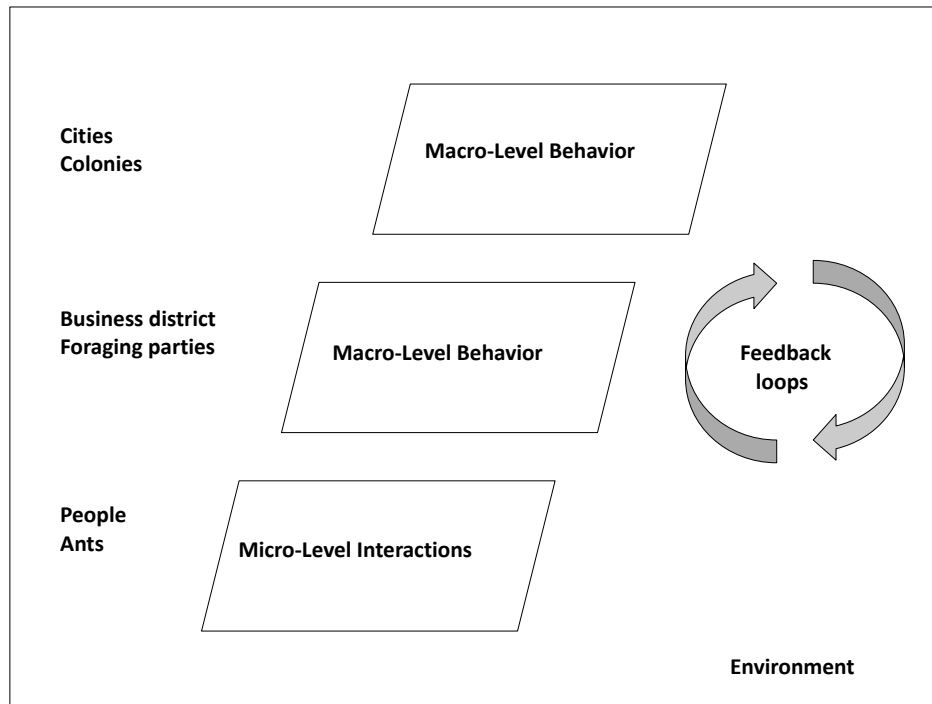 Cities
Colonies
Macro-Level Behavior
Business district
Foraging parties
Macro-Level Behavior
Feedback
loops
People
Ants
Micro-Level Interactions
Environment